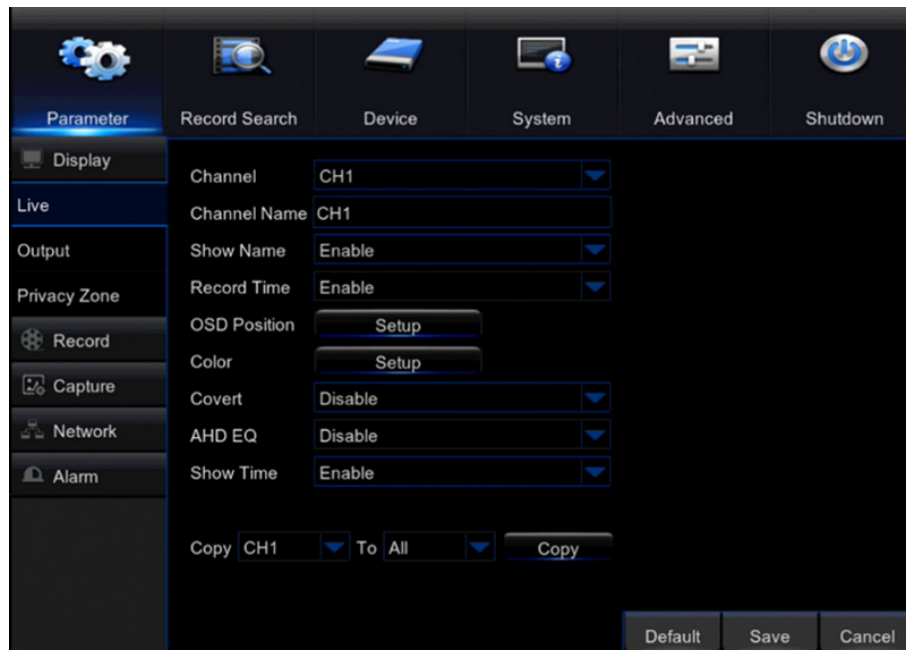 Parameter Record Search Device System Advanced Shutdown
Display
Live
Output
Privacy Zone
Record
Capture
Network
Alarm
Channel CH1
Channel Name CH1
Show Name Enable
Record Time Enable
OSD Position Setup
Color Setup
Covert Disable
AHD EQ Disable
Show Time Enable
Copy CH1 To All Copy
Default Save Cancel